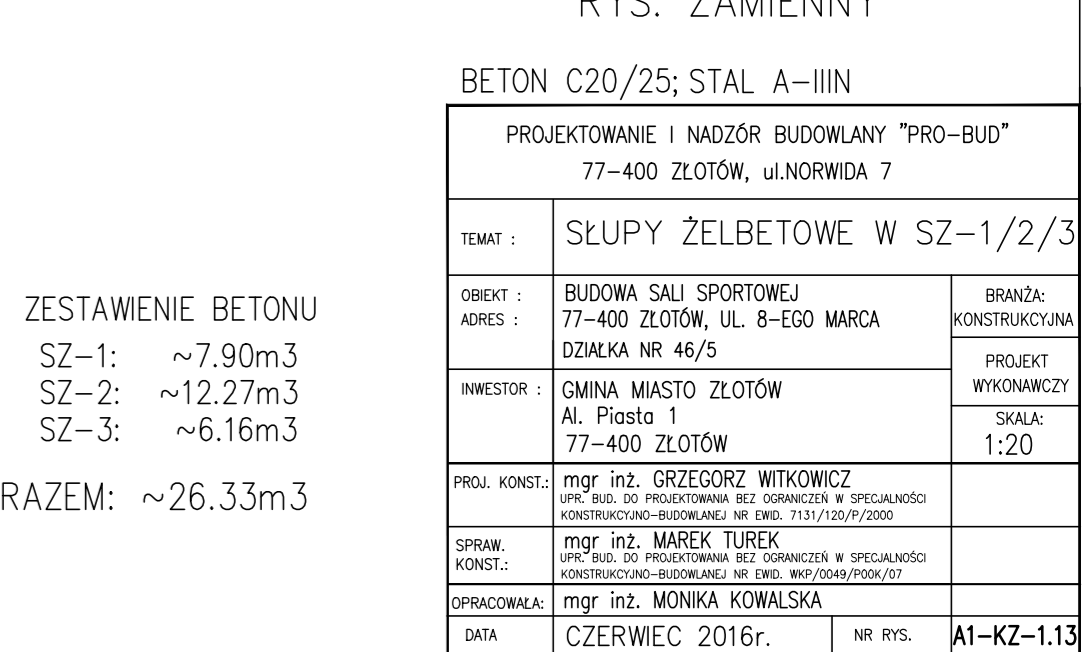 RYS. ZAMIENNY
BETON C20/25; STAL A-IIIN
PROJEKTOWANIE I NADZÓR BUDOWLANY "PRO-BUD"
77-400 ZŁOTÓW, ul.NORWIDA 7
TEMAT : SŁUPY ŻELBETOWE W SZ-1/2/3
OBIEKT : BUDOWA SALI SPORTOWEJ
ADRES : 77-400 ZŁOTÓW, UL. 8-EGO MARCA
DZIAŁKA NR 46/5
BRANŻA:
KONSTRUKCYJNA
PROJEKT
WYKONAWCZY
INWESTOR : GMINA MIASTO ZŁOTÓW
Al. Piasta 1
77-400 ZŁOTÓW
SKALA:
1:20
PROJ. KONST.: mgr inż. GRZEGORZ WITKOWICZ
UPR. BUD. DO PROJEKTOWANIA BEZ OGRANICZEŃ W SPECJALNOŚCI
KONSTRUKCYJNO-BUDOWLANEJ NR EWID. 7131/120/P/2000
SPRAW.
KONST.:
mgr inż. MAREK TUREK
UPR. BUD. DO PROJEKTOWANIA BEZ OGRANICZEŃ W SPECJALNOŚCI
KONSTRUKCYJNO-BUDOWLANEJ NR EWID. WKP/0049/POOK/07
OPRACOWAŁA: mgr inż. MONIKA KOWALSKA
DATA CZERWIEC 2016r. NR RYS. A1-KZ-1.13
ZESTAWIENIE BETONU
SZ-1: ~7.90m3
SZ-2: ~12.27m3
SZ-3: ~6.16m3
RAZEM: ~26.33m3